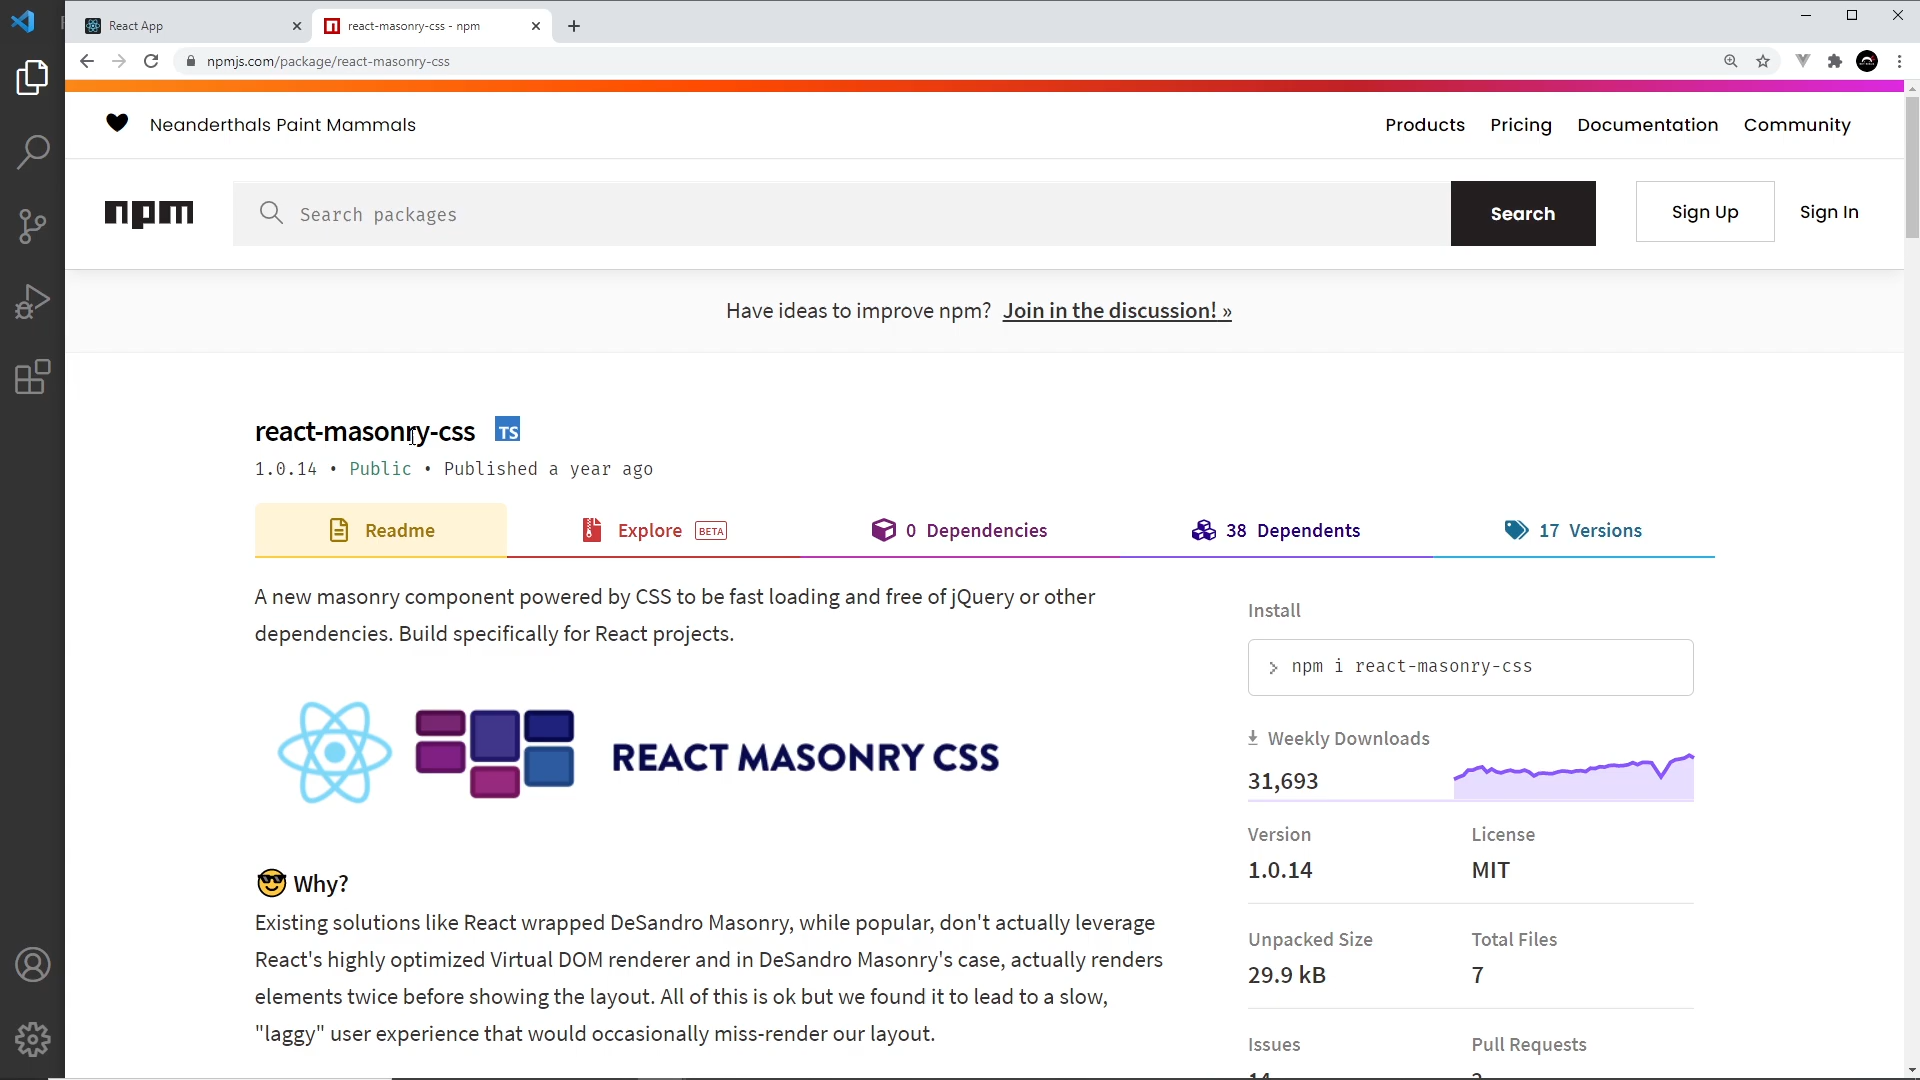 React App
react-masonry-css - npm
npmjs.com/package/react-masonry-css
Neanderthals Paint Mammals
Products Pricing Documentation Community
npm
Search packages
Search
Sign Up
Sign In
Have ideas to improve npm? Join in the discussion! »
react-masonry-css TS
1.0.14 • Public • Published a year ago
Readme
Explore BETA
0 Dependencies
38 Dependents
17 Versions
A new masonry component powered by CSS to be fast loading and free of jQuery or other
dependencies. Build specifically for React projects.
REACT MASONRY CSS
😎 Why?
Existing solutions like React wrapped DeSandro Masonry, while popular, don't actually leverage
React's highly optimized Virtual DOM renderer and in DeSandro Masonry's case, actually renders
elements twice before showing the layout. All of this is ok but we found it to lead to a slow,
"laggy" user experience that would occasionally miss-render our layout.
Install
> npm i react-masonry-css
Weekly Downloads
31,693
Version
1.0.14
License
MIT
Unpacked Size
29.9 kB
Total Files
7
Issues
Pull Requests